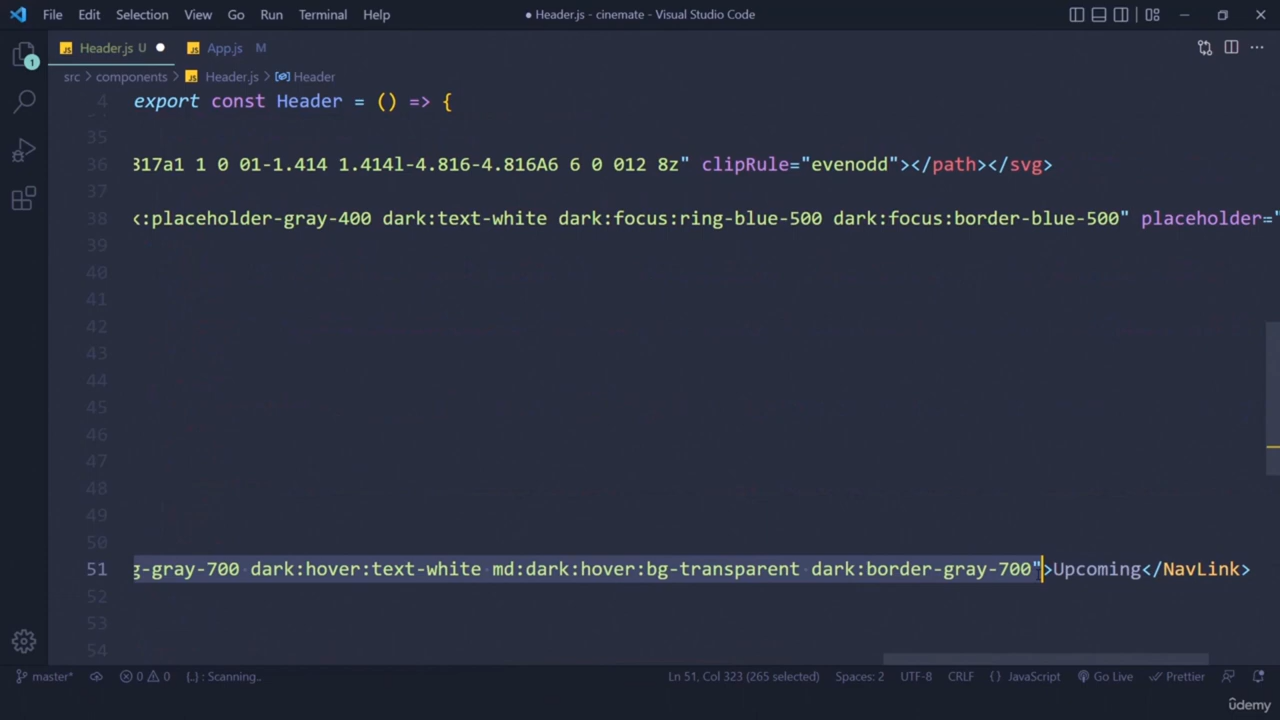 File Edit Selection View Go Run Terminal Help
● Header.js - cinemate - Visual Studio Code
JS Header.js U ● JS App.js M
1
src > components > JS Header.js > Header
4 export const Header = () => {
35
36 817a1 1 0 01-1.414 1.414l-4.816-4.816A6 6 0 012 8z" clipRule="evenodd"></path></svg>
37
38 <:placeholder-gray-400 dark:text-white dark:focus:ring-blue-500 dark:focus:border-blue-500" placeholder="
39
40
41
42
43
44
45
46
47
48
49
50
51 g-gray-700 dark:hover:text-white md:dark:hover:bg-transparent dark:border-gray-700">Upcoming</NavLink>
52
53
54
master* 0 0 {..} : Scanning.. Ln 51, Col 323 (265 selected) Spaces: 2 UTF-8 CRLF {} JavaScript Go Live Prettier
ûdemy